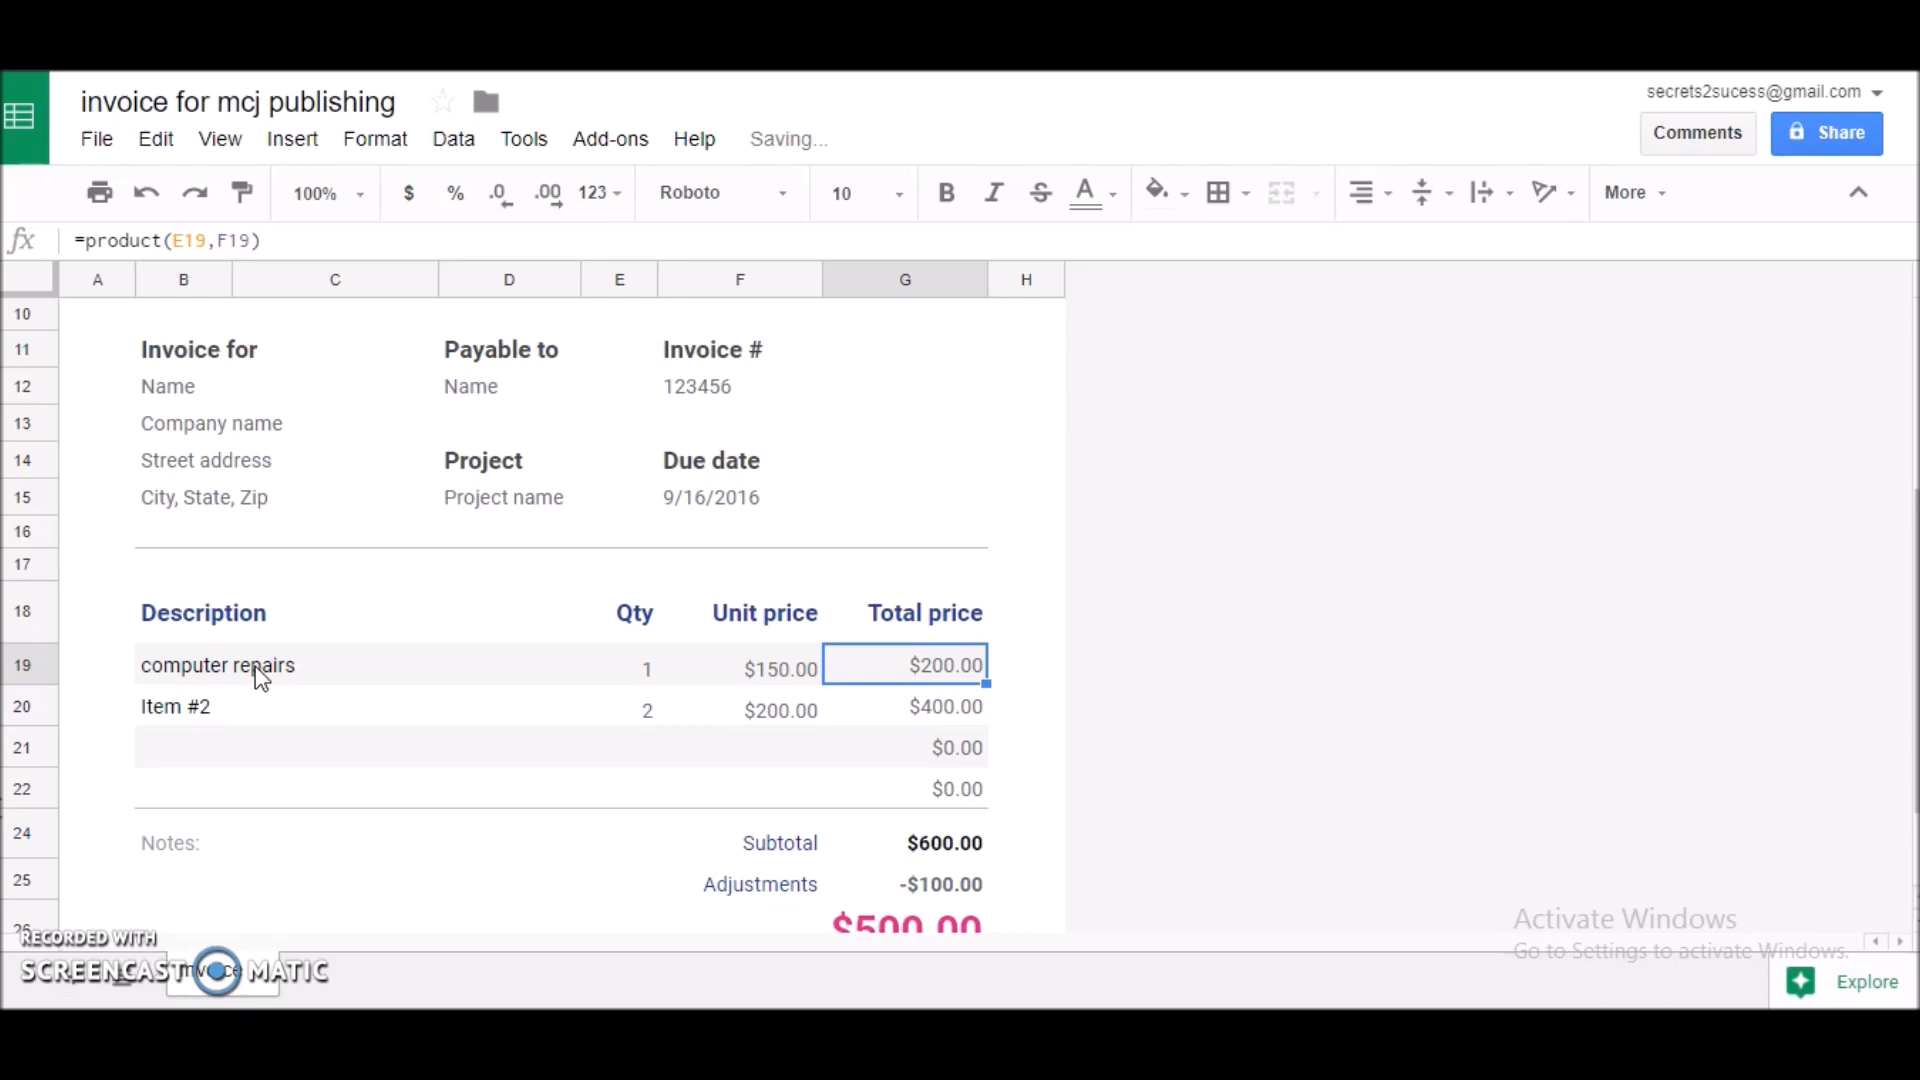 invoice for mcj publishing
secrets2sucess@gmail.com
File Edit View Insert Format Data Tools Add-ons Help Saving...
Comments Share
100% $ % .0 .00 123 Roboto 10 B I S A More
fx =product(E19,F19)
A B C D E F G H
10
11 Invoice for Payable to Invoice #
12 Name Name 123456
13 Company name
14 Street address Project Due date
15 City, State, Zip Project name 9/16/2016
16
17
18 Description Qty Unit price Total price
19 computer repairs 1 $150.00 $200.00
20 Item #2 2 $200.00 $400.00
21 $0.00
22 $0.00
24 Notes: Subtotal $600.00
25 Adjustments -$100.00
26 $500.00
Activate Windows
Go to Settings to activate Windows.
RECORDED WITH
SCREENCAST MATIC
Explore